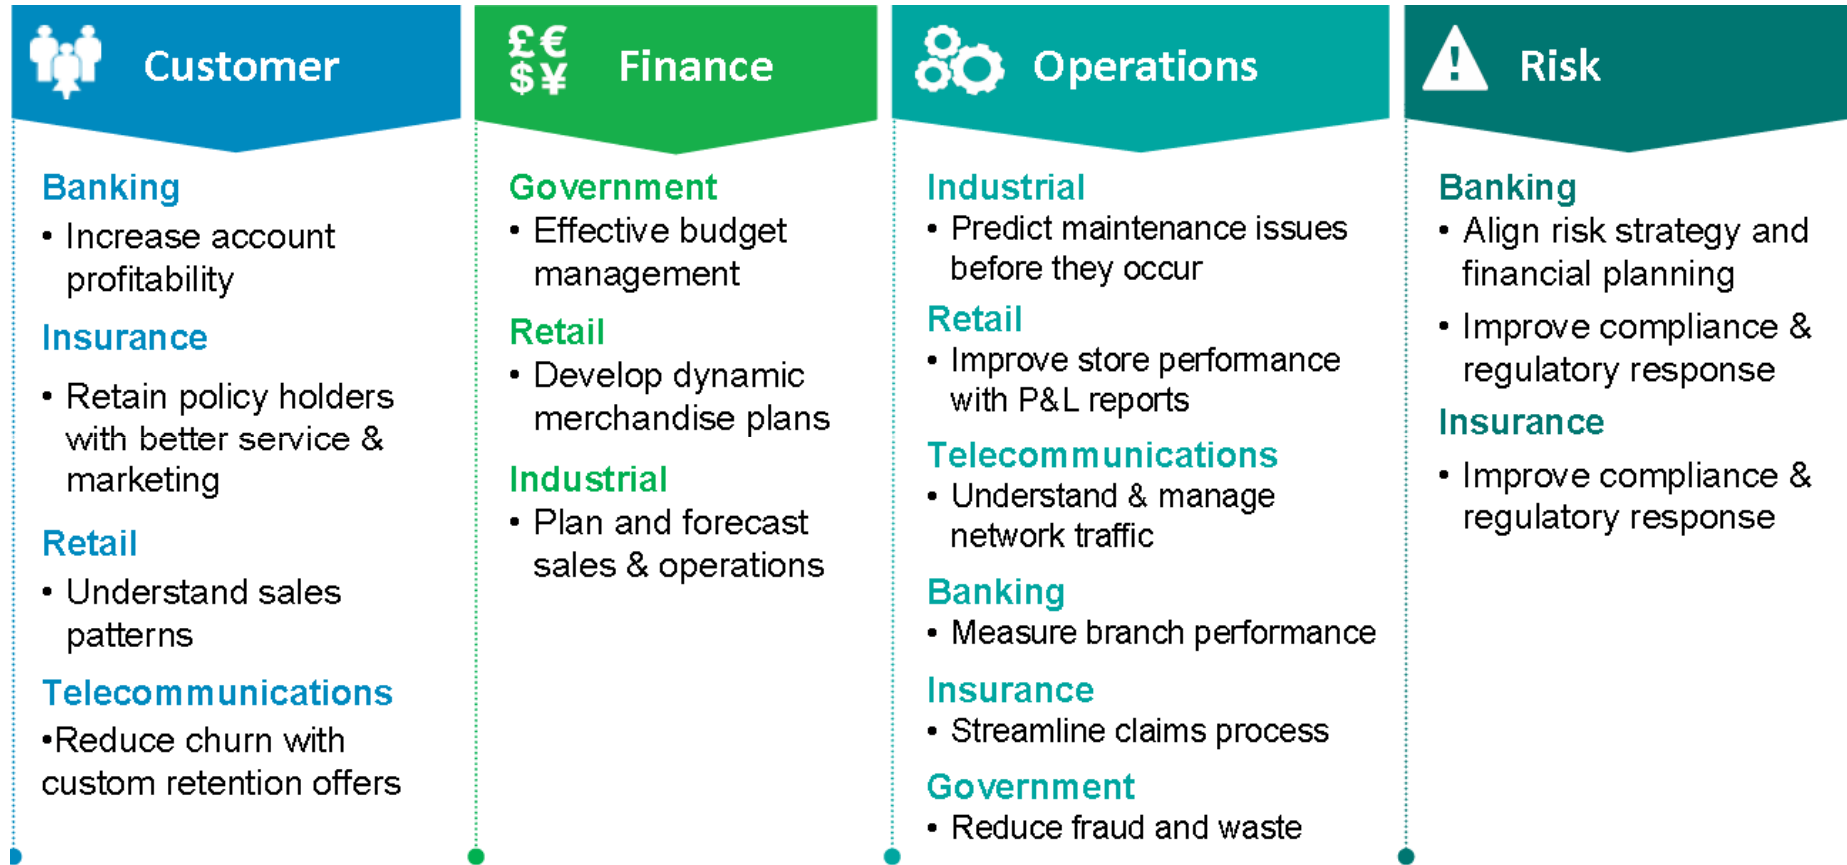 Customer
Banking
• Increase account
profitability
Insurance
• Retain policy holders
with better service &
marketing
Retail
• Understand sales
patterns
Telecommunications
•Reduce churn with
custom retention offers
£€
$¥
Finance
Government
• Effective budget
management
Retail
• Develop dynamic
merchandise plans
Industrial
• Plan and forecast
sales & operations
Operations
Industrial
• Predict maintenance issues
before they occur
Retail
• Improve store performance
with P&L reports
Telecommunications
• Understand & manage
network traffic
Banking
• Measure branch performance
Insurance
• Streamline claims process
Government
• Reduce fraud and waste
!
Risk
Banking
• Align risk strategy and
financial planning
• Improve compliance &
regulatory response
Insurance
• Improve compliance &
regulatory response